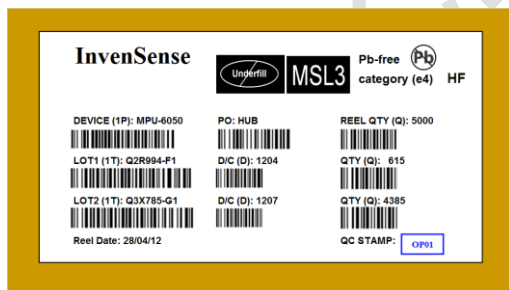 InvenSense
Underfill
MSL3
Pb-free
category (e4)
Pb
HF
DEVICE (1P): MPU-6050
PO: HUB
REEL QTY (Q): 5000
LOT1 (1T): Q2R994-F1
D/C (D): 1204
QTY (Q): 615
LOT2 (1T): Q3X785-G1
D/C (D): 1207
QTY (Q): 4385
Reel Date: 28/04/12
QC STAMP: OP01